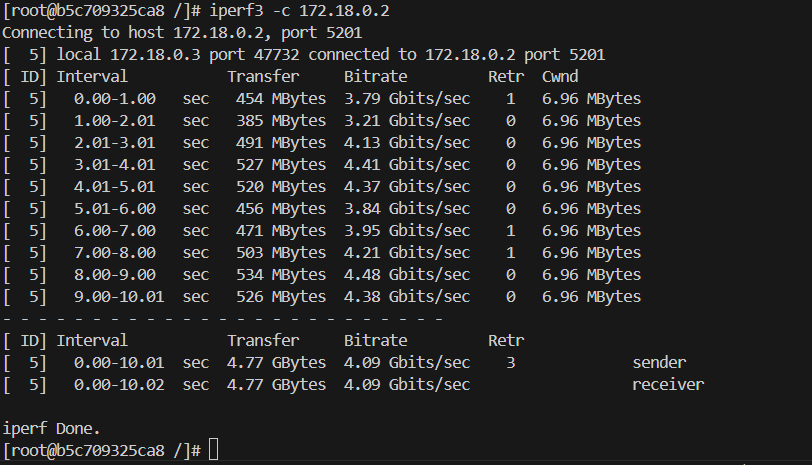 [root@b5c709325ca8 /]# iperf3 -c 172.18.0.2
Connecting to host 172.18.0.2, port 5201
[  5] local 172.18.0.3 port 47732 connected to 172.18.0.2 port 5201
[ ID] Interval           Transfer     Bitrate         Retr  Cwnd
[  5]   0.00-1.00   sec   454 MBytes  3.79 Gbits/sec    1   6.96 MBytes
[  5]   1.00-2.01   sec   385 MBytes  3.21 Gbits/sec    0   6.96 MBytes
[  5]   2.01-3.01   sec   491 MBytes  4.13 Gbits/sec    0   6.96 MBytes
[  5]   3.01-4.01   sec   527 MBytes  4.41 Gbits/sec    0   6.96 MBytes
[  5]   4.01-5.01   sec   520 MBytes  4.37 Gbits/sec    0   6.96 MBytes
[  5]   5.01-6.00   sec   456 MBytes  3.84 Gbits/sec    0   6.96 MBytes
[  5]   6.00-7.00   sec   471 MBytes  3.95 Gbits/sec    1   6.96 MBytes
[  5]   7.00-8.00   sec   503 MBytes  4.21 Gbits/sec    1   6.96 MBytes
[  5]   8.00-9.00   sec   534 MBytes  4.48 Gbits/sec    0   6.96 MBytes
[  5]   9.00-10.01  sec   526 MBytes  4.38 Gbits/sec    0   6.96 MBytes
- - - - - - - - - - - - - - - - - - - - - - - - -
[ ID] Interval           Transfer     Bitrate         Retr
[  5]   0.00-10.01  sec  4.77 GBytes  4.09 Gbits/sec    3             sender
[  5]   0.00-10.02  sec  4.77 GBytes  4.09 Gbits/sec                  receiver

iperf Done.
[root@b5c709325ca8 /]#